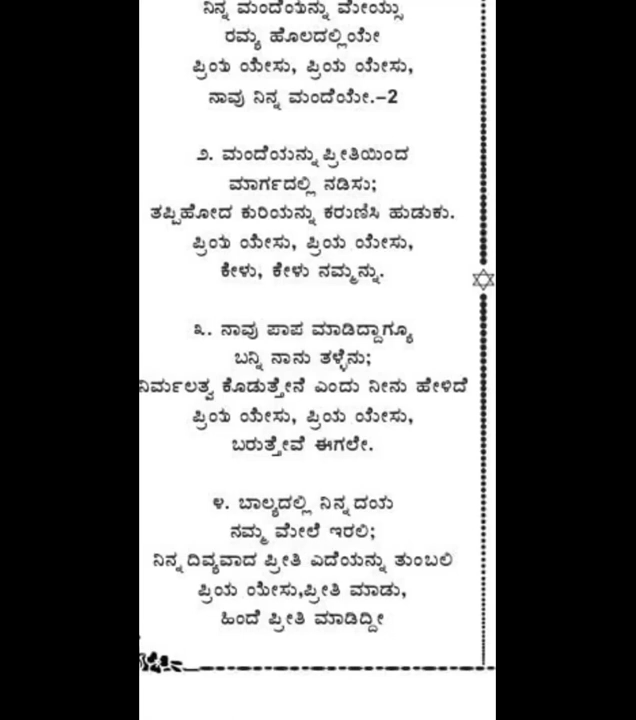 ನಿನ್ನ ಮಂದೆಯನ್ನು ಮೇಯ್ಸು
ರಮ್ಯ ಹೊಲದಲ್ಲಿಯೇ
ಪ್ರಿಯ ಯೇಸು, ಪ್ರಿಯ ಯೇಸು,
ನಾವು ನಿನ್ನ ಮಂದೆಯೇ.–2
೨. ಮಂದೆಯನ್ನು ಪ್ರೀತಿಯಿಂದ
ಮಾರ್ಗದಲ್ಲಿ ನಡಿಸು;
ತಪ್ಪಿಹೋದ ಕುರಿಯನ್ನು ಕರುಣಿಸಿ ಹುಡುಕು.
ಪ್ರಿಯ ಯೇಸು, ಪ್ರಿಯ ಯೇಸು,
ಕೇಳು, ಕೇಳು ನಮ್ಮನ್ನು.
೩. ನಾವು ಪಾಪ ಮಾಡಿದ್ದಾಗ್ಯೂ
ಬನ್ನಿ ನಾನು ತಳ್ಳೆನು;
ನಿರ್ಮಲತ್ವ ಕೊಡುತ್ತೇನೆ ಎಂದು ನೀನು ಹೇಳಿದೆ
ಪ್ರಿಯ ಯೇಸು, ಪ್ರಿಯ ಯೇಸು,
ಬರುತ್ತೇವೆ ಈಗಲೇ.
೪. ಬಾಲ್ಯದಲ್ಲಿ ನಿನ್ನ ದಯ
ನಮ್ಮ ಮೇಲೆ ಇರಲಿ;
ನಿನ್ನ ದಿವ್ಯವಾದ ಪ್ರೀತಿ ಎದೆಯನ್ನು ತುಂಬಲಿ
ಪ್ರಿಯ ಯೇಸು,ಪ್ರೀತಿ ಮಾಡು,
ಹಿಂದೆ ಪ್ರೀತಿ ಮಾಡಿದ್ದೀ